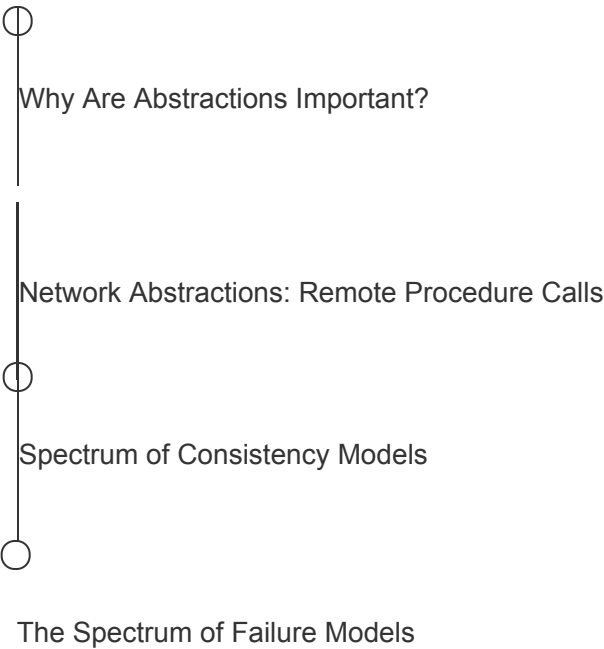 Why Are Abstractions Important?
Network Abstractions: Remote Procedure Calls
Spectrum of Consistency Models
The Spectrum of Failure Models